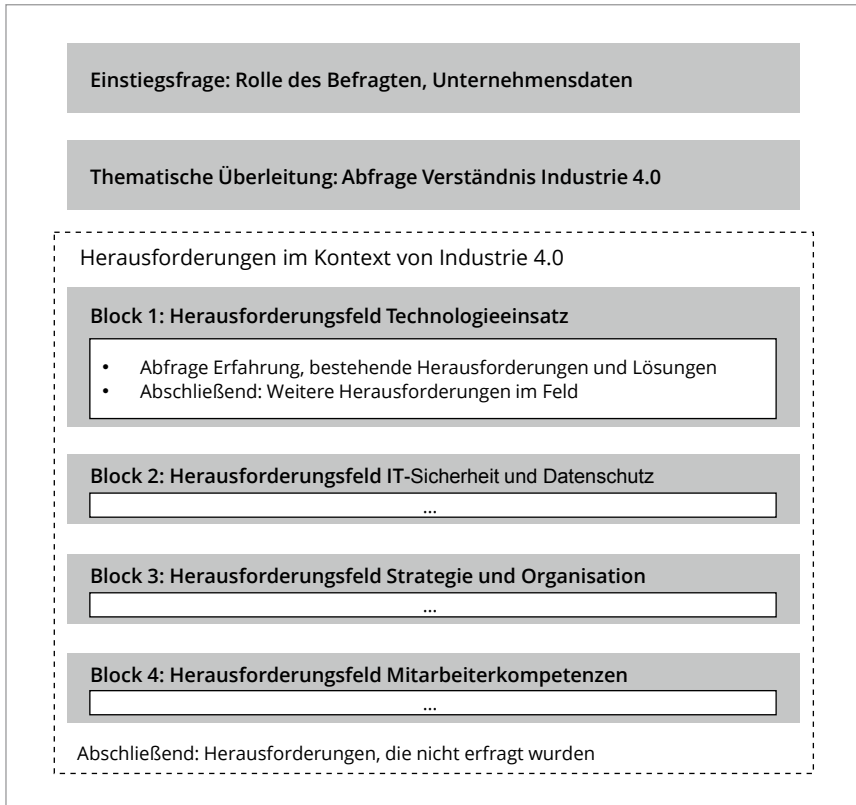 Einstiegsfrage: Rolle des Befragten, Unternehmensdaten
Thematische Überleitung: Abfrage Verständnis Industrie 4.0
Herausforderungen im Kontext von Industrie 4.0
Block 1: Herausforderungsfeld Technologieeinsatz
• Abfrage Erfahrung, bestehende Herausforderungen und Lösungen
• Abschließend: Weitere Herausforderungen im Feld
Block 2: Herausforderungsfeld IT-Sicherheit und Datenschutz
...
Block 3: Herausforderungsfeld Strategie und Organisation
...
Block 4: Herausforderungsfeld Mitarbeiterkompetenzen
...
Abschließend: Herausforderungen, die nicht erfragt wurden